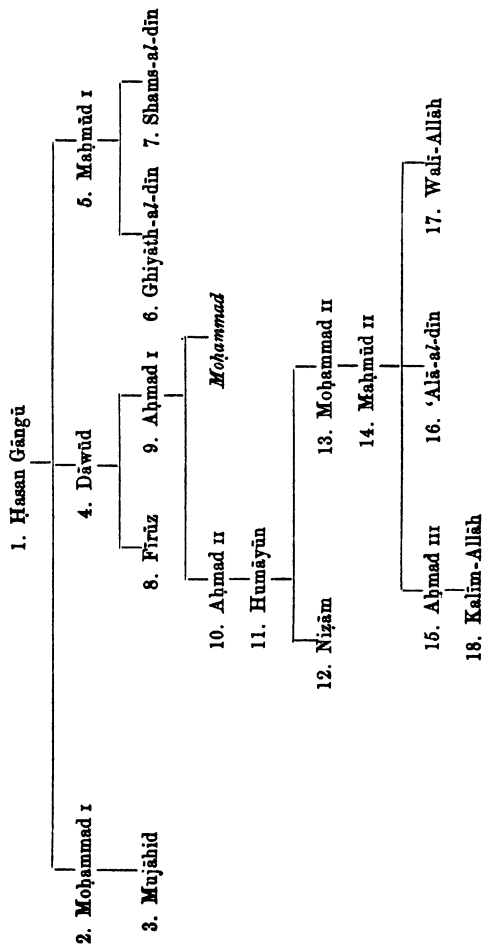 1. Ḥasan Gāngū
2. Moḥammad I 4. Dāwūd 5. Maḥmūd I
3. Mujāhid 8. Fīrūz 9. Aḥmad I 6. Ghiyāth-al-dīn 7. Shams-al-dīn
10. Aḥmad II Moḥammad
11. Humāyūn
12. Niẓām 13. Moḥammad II
14. Maḥmūd II
15. Aḥmad III 16. ‘Alā-al-dīn 17. Walī-Allāh
18. Kalīm-Allāh